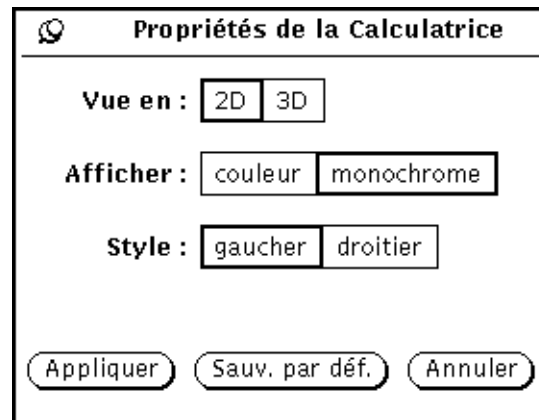 Propriétés de la Calculatrice
Vue en : 2D 3D
Afficher : couleur monochrome
Style : gaucher droitier
Appliquer Sauv. par déf. Annuler